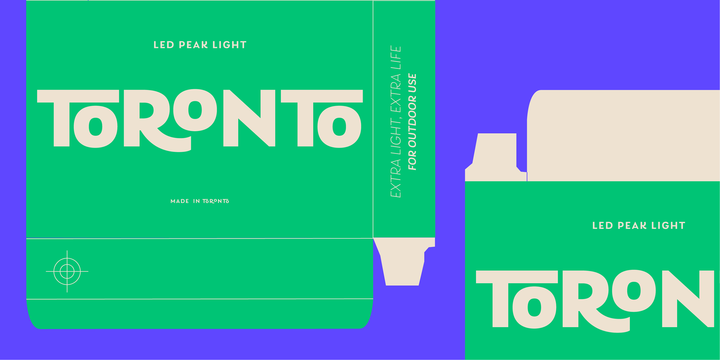 LED PEAK LIGHT
TORONTO
MADE IN TORONTO
EXTRA LIGHT, EXTRA LIFE
FOR OUTDOOR USE
LED PEAK LIGHT
TORON